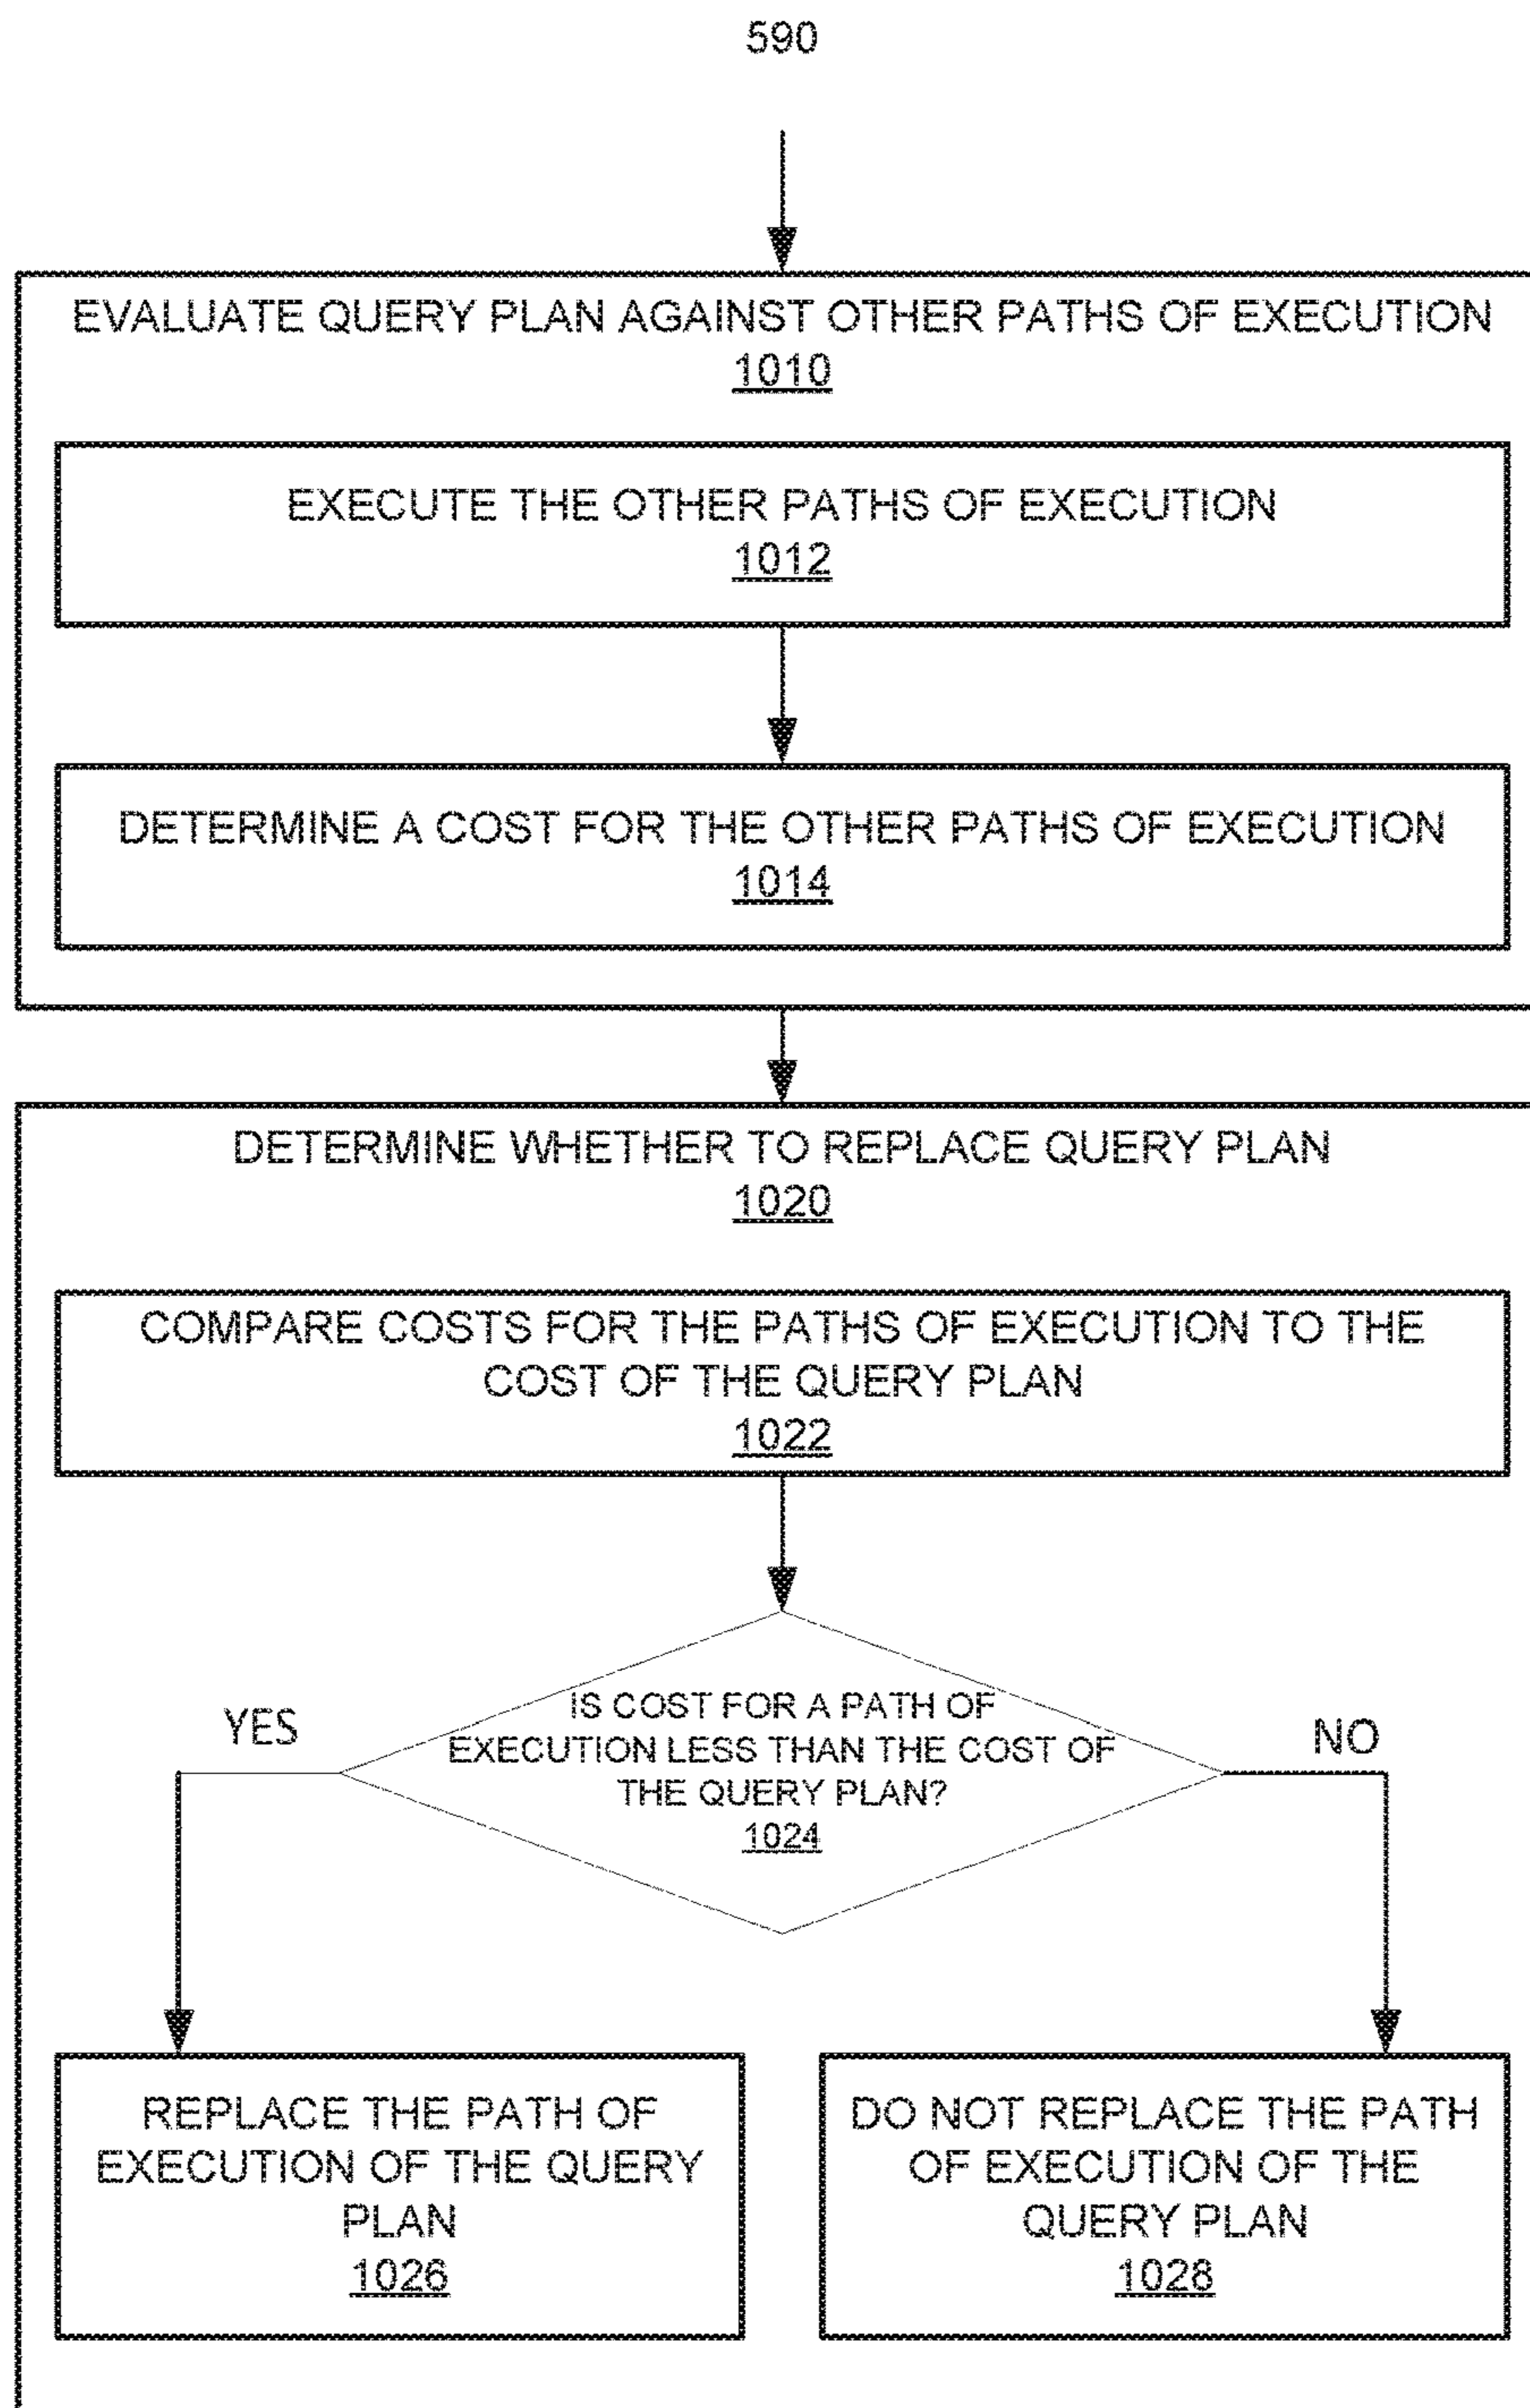 590
EVALUATE QUERY PLAN AGAINST OTHER PATHS OF EXECUTION
1010
EXECUTE THE OTHER PATHS OF EXECUTION
1012
DETERMINE A COST FOR THE OTHER PATHS OF EXECUTION
1014
DETERMINE WHETHER TO REPLACE QUERY PLAN
1020
COMPARE COSTS FOR THE PATHS OF EXECUTION TO THE
COST OF THE QUERY PLAN
1022
IS COST FOR A PATH OF
EXECUTION LESS THAN THE COST OF
THE QUERY PLAN?
1024
YES
NO
REPLACE THE PATH OF
EXECUTION OF THE QUERY
PLAN
1026
DO NOT REPLACE THE PATH
OF EXECUTION OF THE
QUERY PLAN
1028